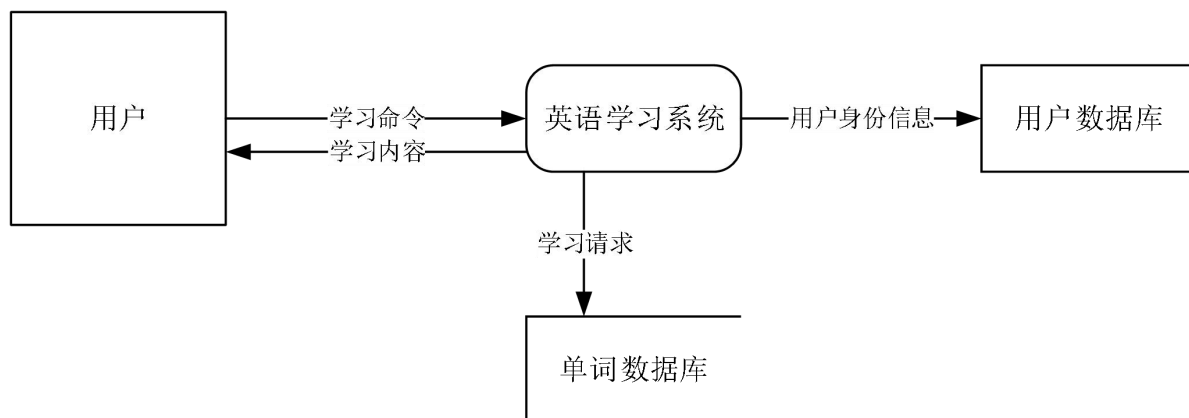 用户
学习命令
学习内容
英语学习系统
用户身份信息
用户数据库
学习请求
单词数据库